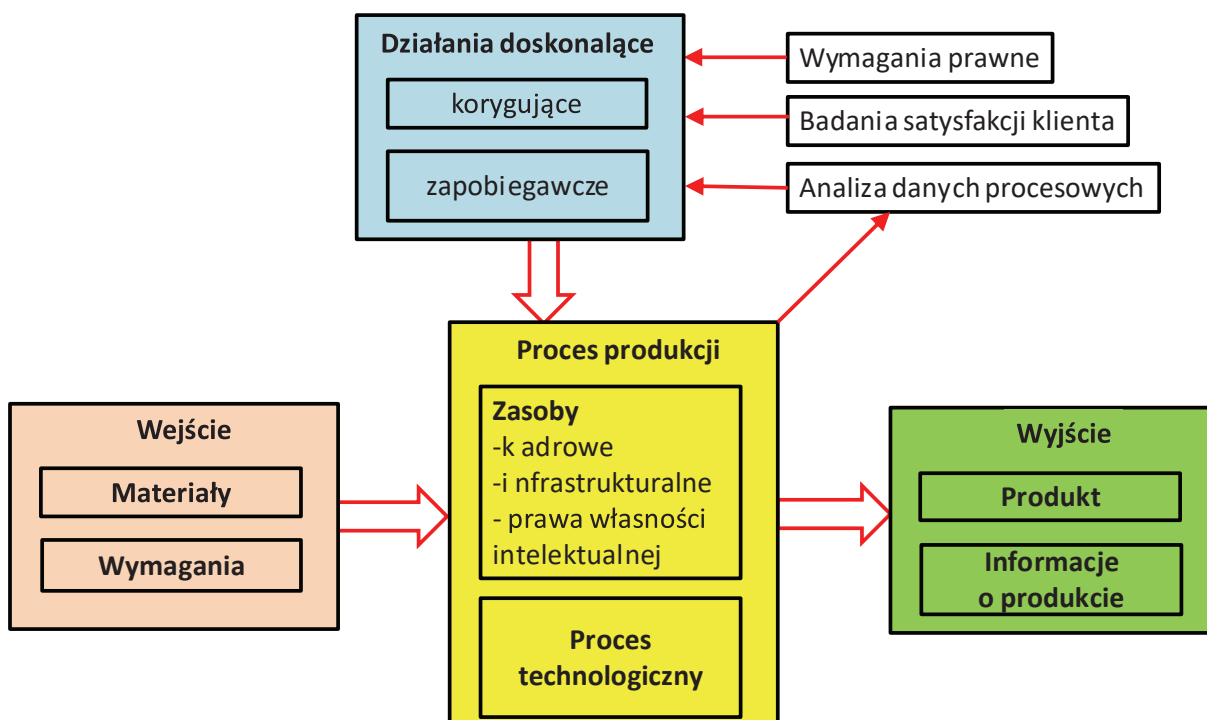 Działania doskonalące
korygujące
zapobiegawcze
Wymagania prawne
Badania satysfakcji klienta
Analiza danych procesowych
Wejście
Materiały
Wymagania
Proces produkcji
Zasoby
-k adrowe
-i nfrastrukturalne
- prawa własności
intelektualnej
Proces
technologiczny
Wyjście
Produkt
Informacje
o produkcie